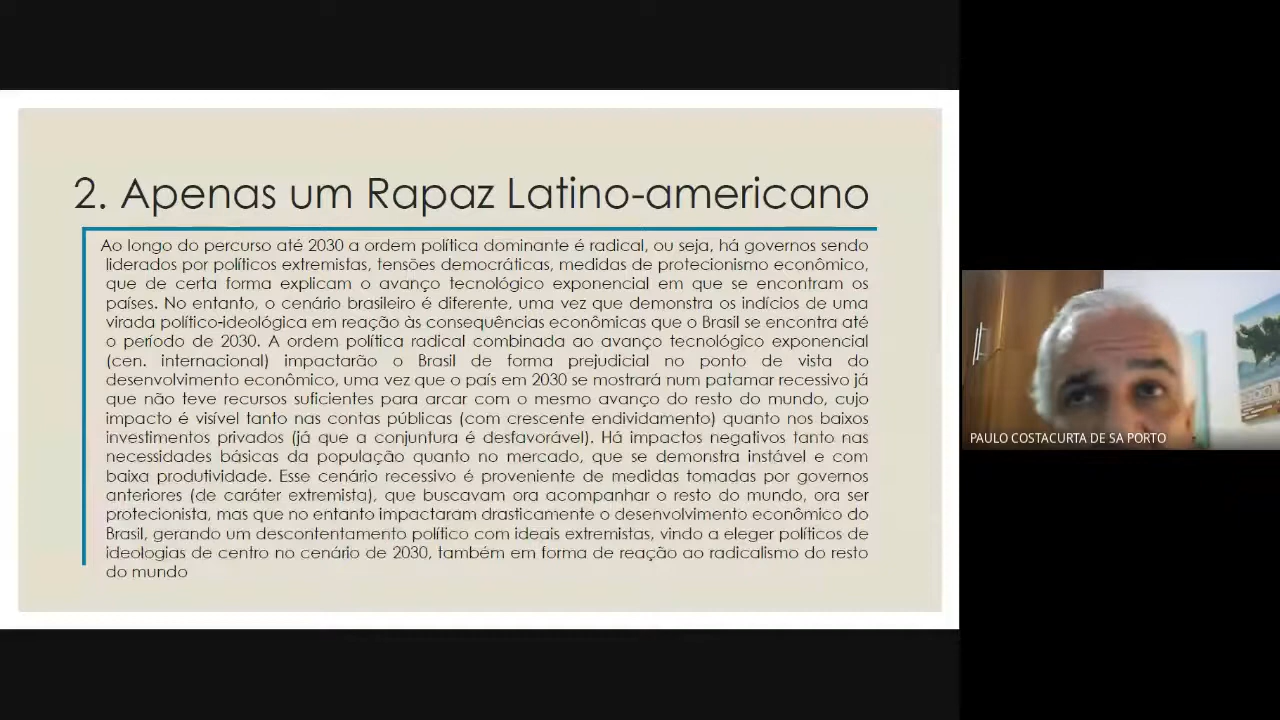 2. Apenas um Rapaz Latino-americano
Ao longo do percurso até 2030 a ordem política dominante é radical, ou seja, há governos sendo
liderados por políticos extremistas, tensões democráticas, medidas de protecionismo econômico,
que de certa forma explicam o avanço tecnológico exponencial em que se encontram os
países. No entanto, o cenário brasileiro é diferente, uma vez que demonstra os indícios de uma
virada político-ideológica em reação às consequências econômicas que o Brasil se encontra até
o período de 2030. A ordem política radical combinada ao avanço tecnológico exponencial
(cen. internacional) impactarão o Brasil de forma prejudicial no ponto de vista do
desenvolvimento econômico, uma vez que o país em 2030 se mostrará num patamar recessivo já
que não teve recursos suficientes para arcar com o mesmo avanço do resto do mundo, cujo
impacto é visível tanto nas contas públicas (com crescente endividamento) quanto nos baixos
investimentos privados (já que a conjuntura é desfavorável). Há impactos negativos tanto nas
necessidades básicas da população quanto no mercado, que se demonstra instável e com
baixa produtividade. Esse cenário recessivo é proveniente de medidas tomadas por governos
anteriores (de caráter extremista), que buscavam ora acompanhar o resto do mundo, ora ser
protecionista, mas que no entanto impactaram drasticamente o desenvolvimento econômico do
Brasil, gerando um descontentamento político com ideais extremistas, vindo a eleger políticos de
ideologias de centro no cenário de 2030, também em forma de reação ao radicalismo do resto
do mundo
PAULO COSTACURTA DE SA PORTO